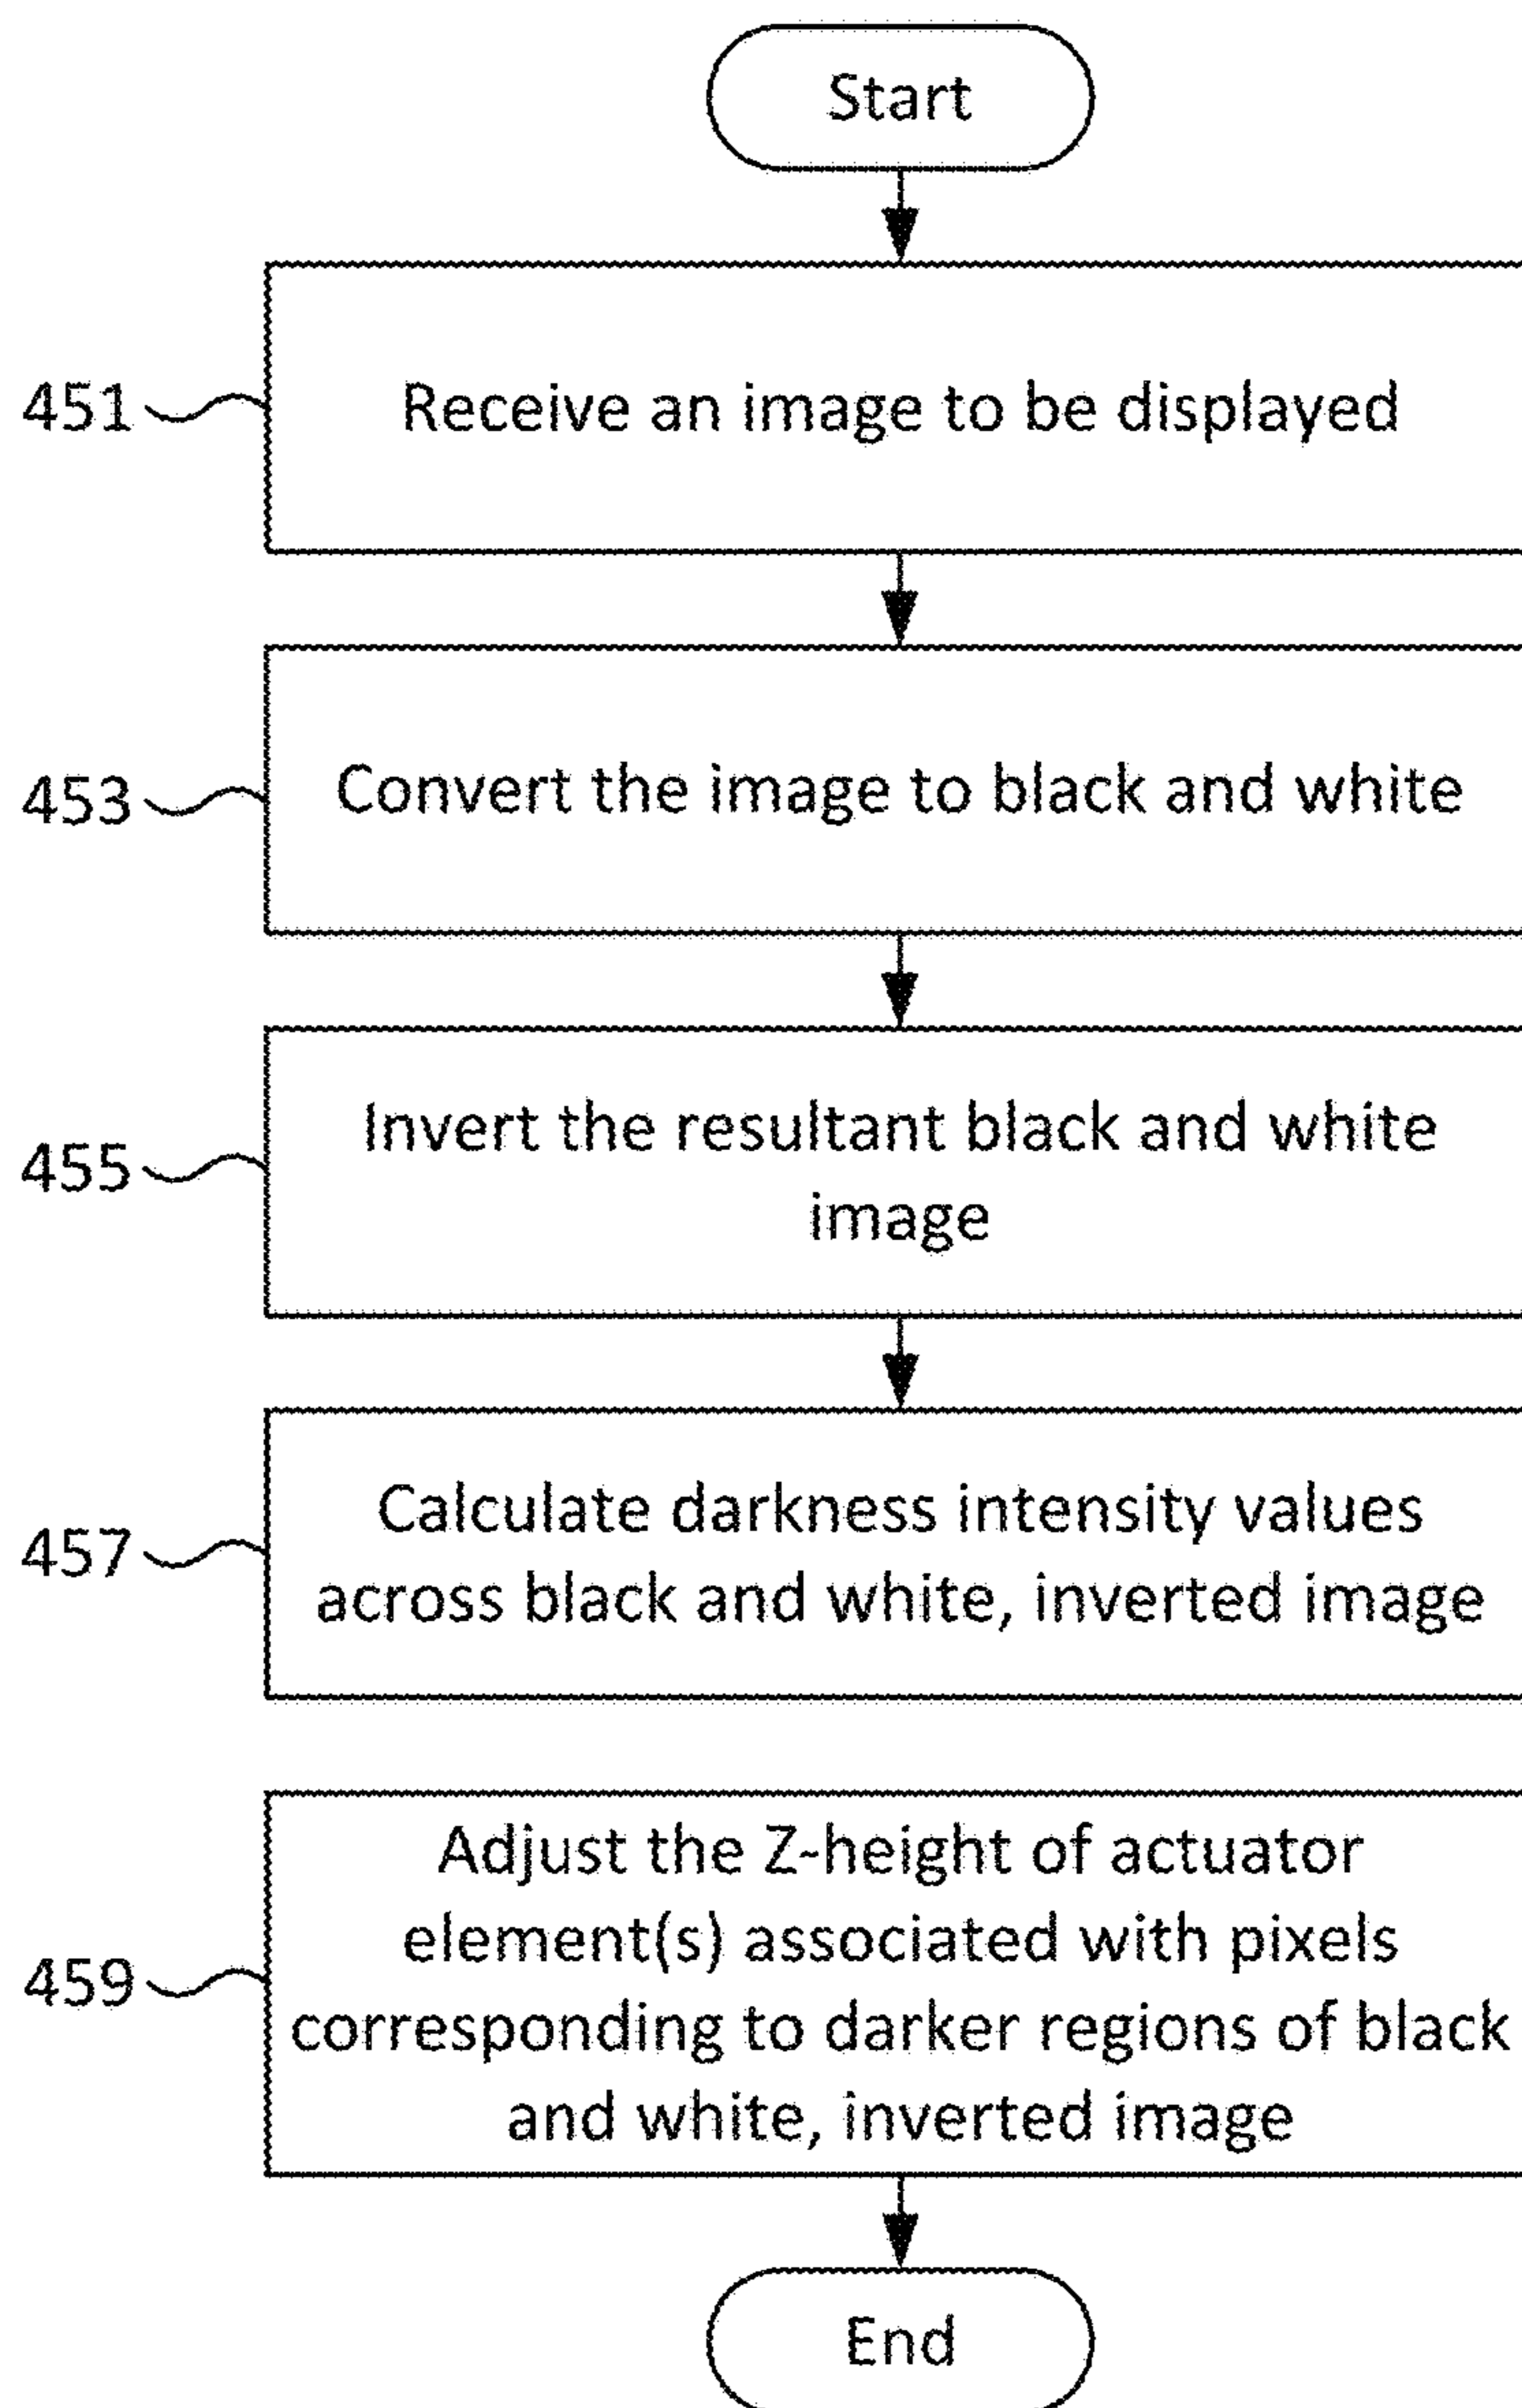 Start
451
Receive an image to be displayed
453
Convert the image to black and white
455
Invert the resultant black and white
image
457
Calculate darkness intensity values
across black and white, inverted image
459
Adjust the Z-height of actuator
element(s) associated with pixels
corresponding to darker regions of black
and white, inverted image
End